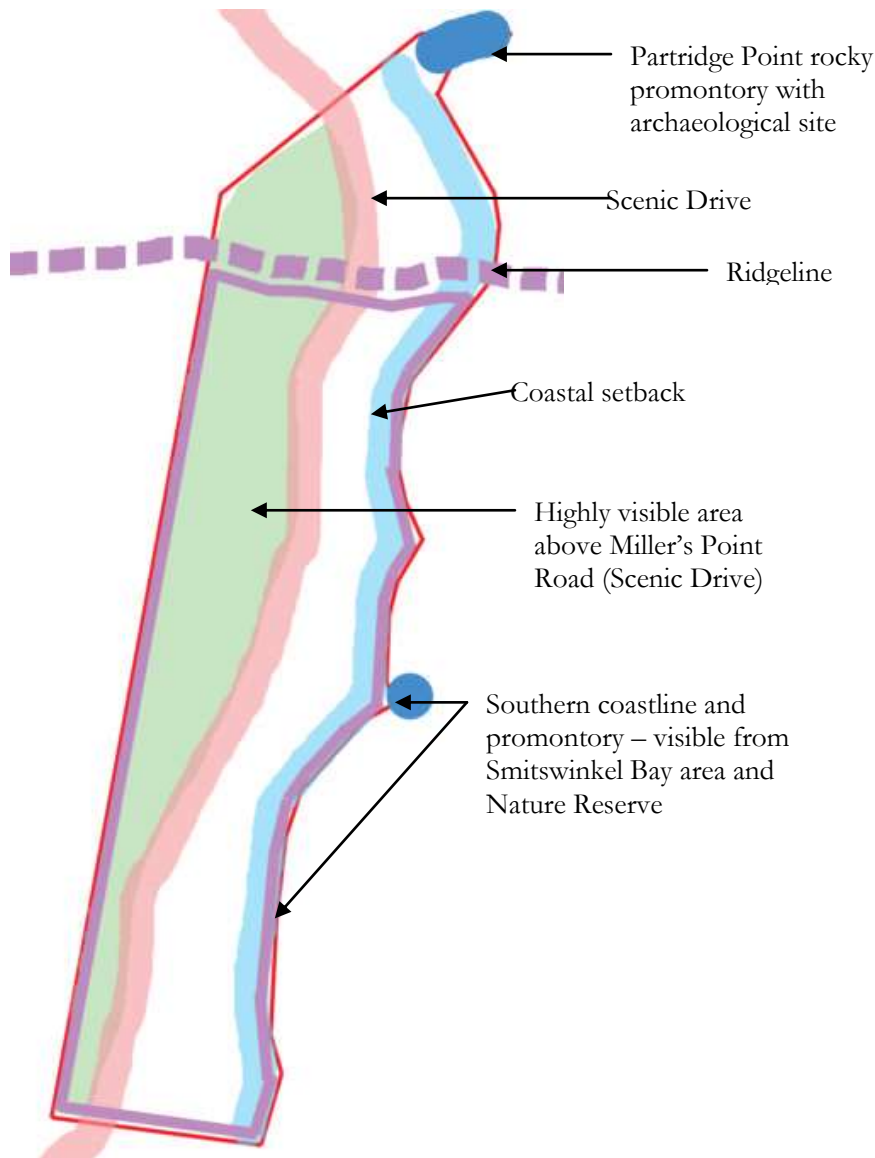 Partridge Point rocky
promontory with
archaeological site
Scenic Drive
Ridgeline
Coastal setback
Highly visible area
above Miller’s Point
Road (Scenic Drive)
Southern coastline and
promontory – visible from
Smitswinkel Bay area and
Nature Reserve